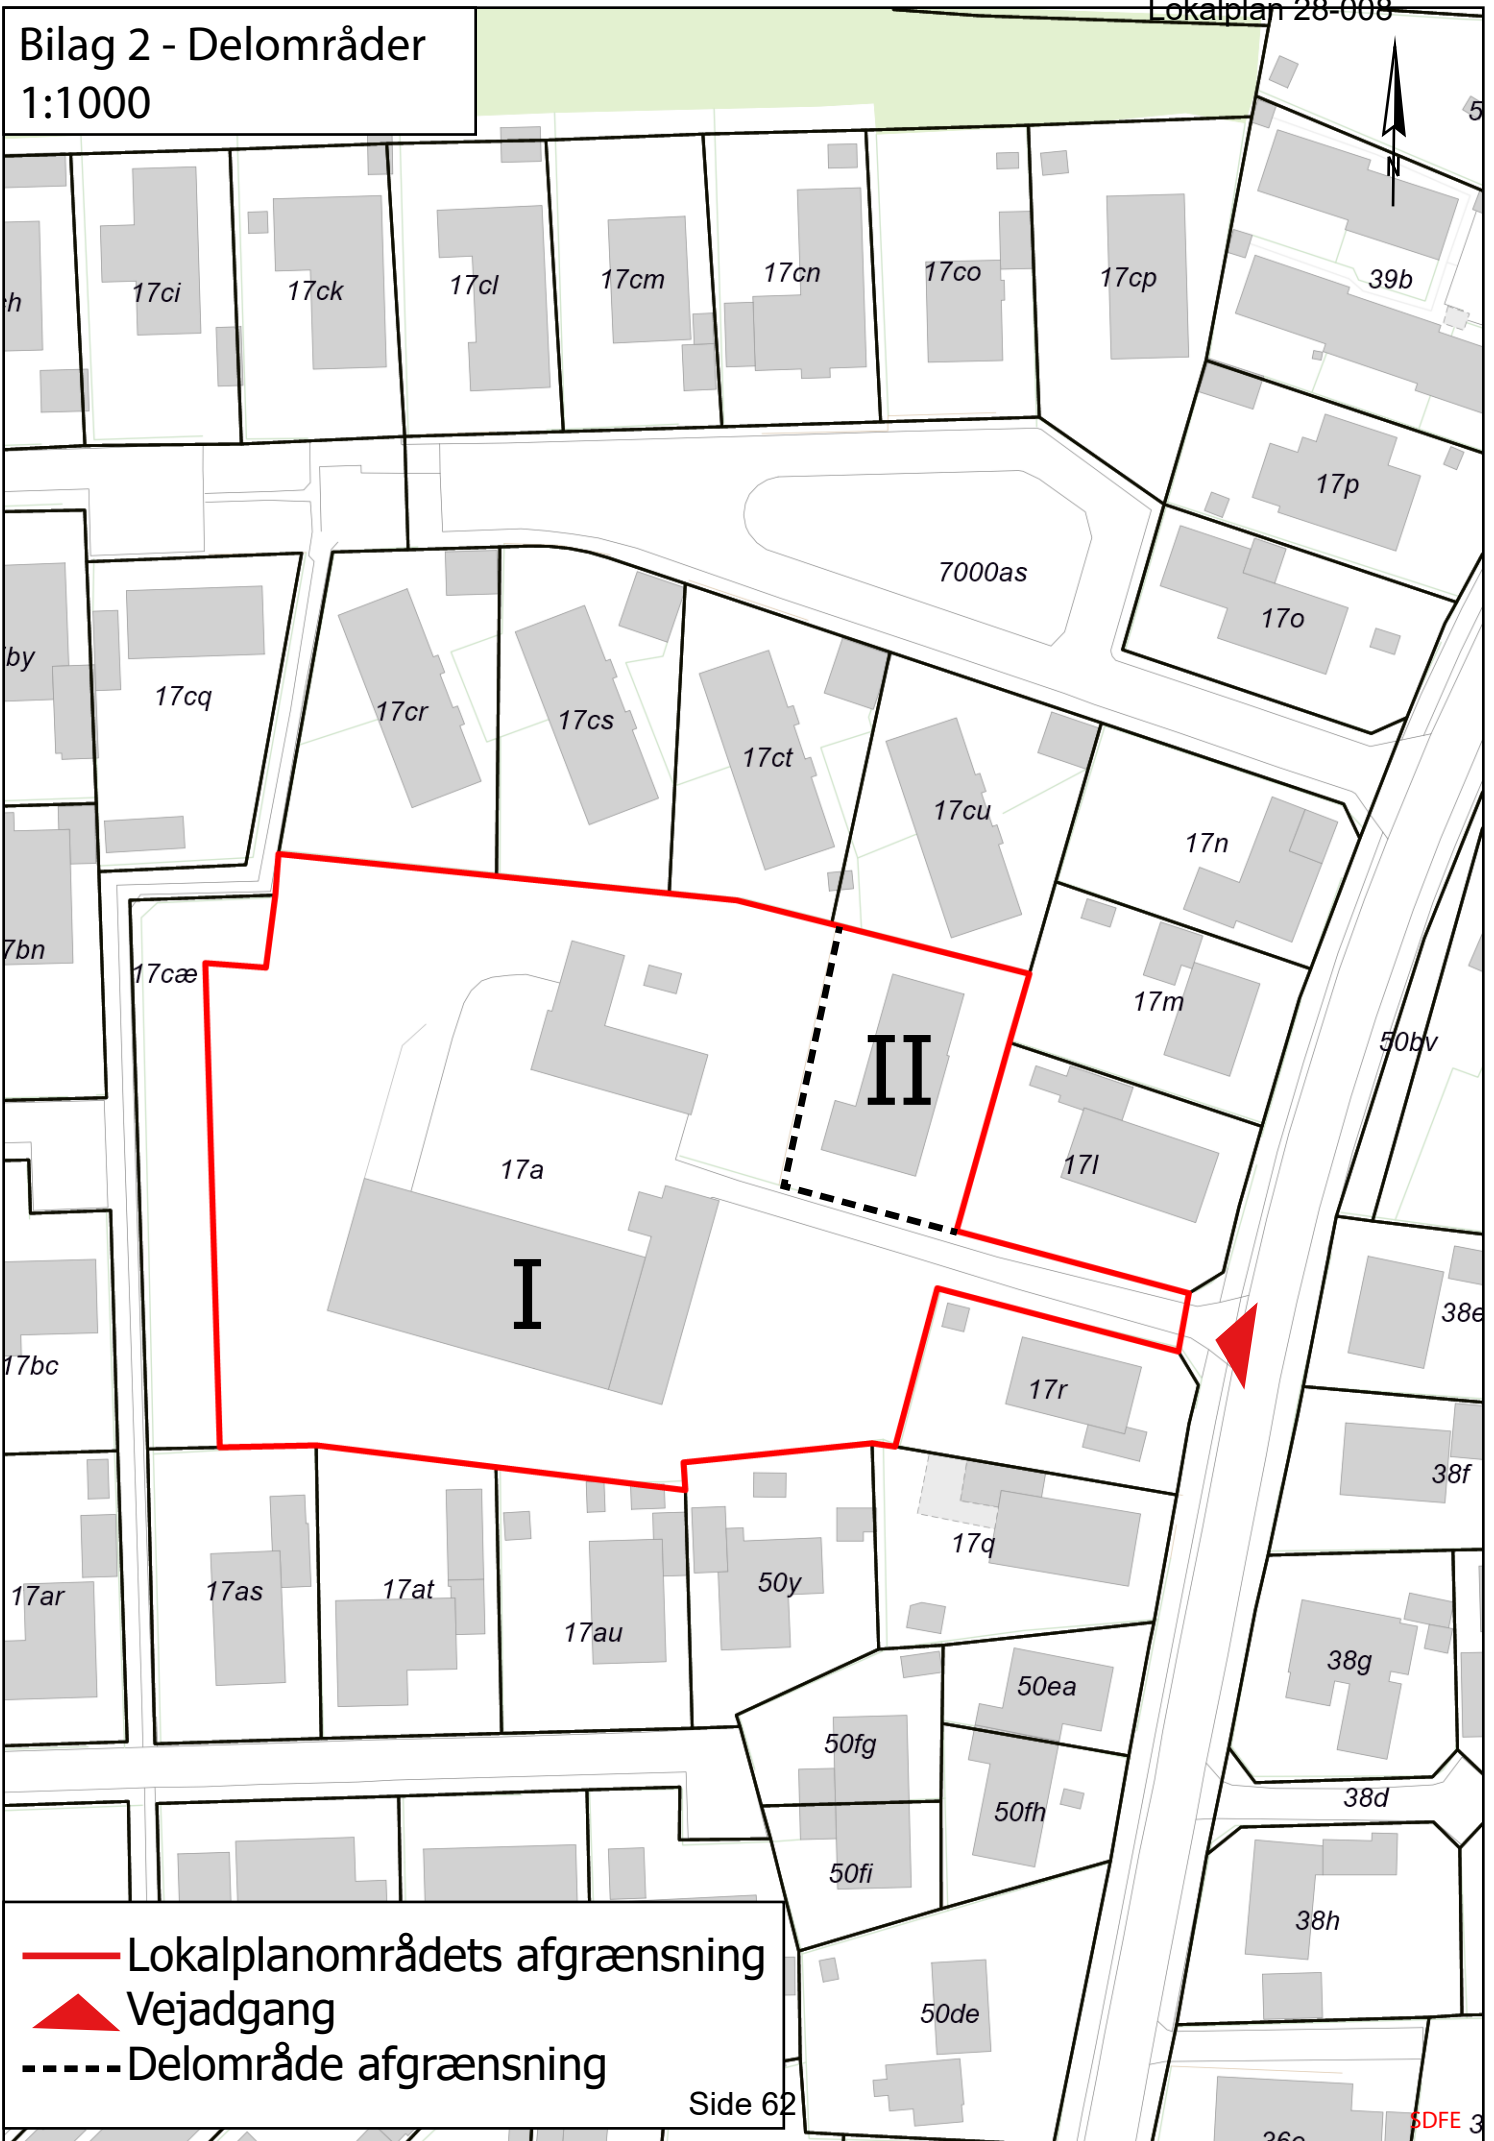 Lokalplan 28-008
Bilag 2 - Delområder
1:1000
N
39b
17ci
17ck
17cl
17cm
17cn
17co
17cp
17p
7000as
17o
17cq
17cr
17cs
17ct
17cu
17n
17cæ
17m
50bv
II
17a
17l
I
38e
17bc
17r
38f
17q
17ar
17as
17at
17au
50y
38g
50ea
50fg
50fh
38d
50fi
38h
50de
Lokalplanområdets afgrænsning
Vejadgang
Delområde afgrænsning
Side 62
SDFE